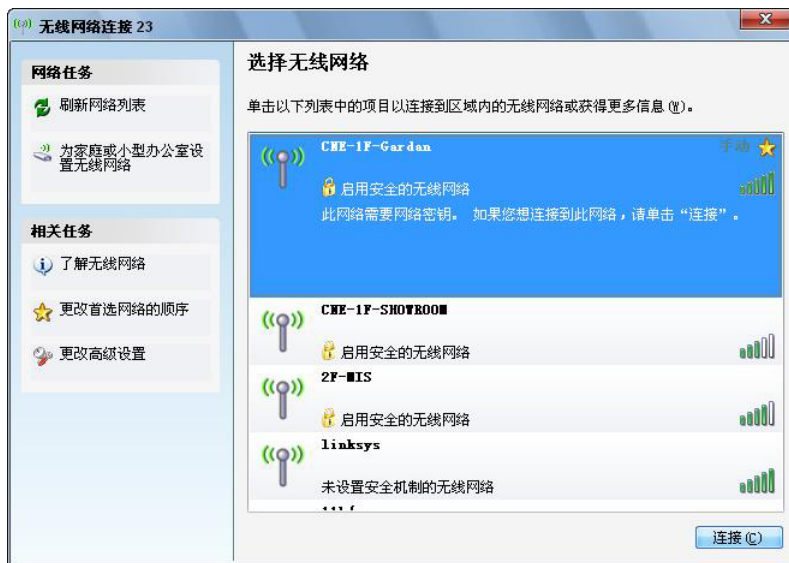 无线网络连接 23
网络任务
刷新网络列表
为家庭或小型办公室设
置无线网络
相关任务
了解无线网络
更改首选网络的顺序
更改高级设置
选择无线网络
单击以下列表中的项目以连接到区域内的无线网络或获得更多信息(W)。
CNE-1F-Gardan
手动
启用安全的无线网络
此网络需要网络密钥。 如果您想连接到此网络，请单击“连接”。
CNE-1F-SHOWROOM
启用安全的无线网络
2F-MIS
启用安全的无线网络
linksys
未设置安全机制的无线网络
连接(C)